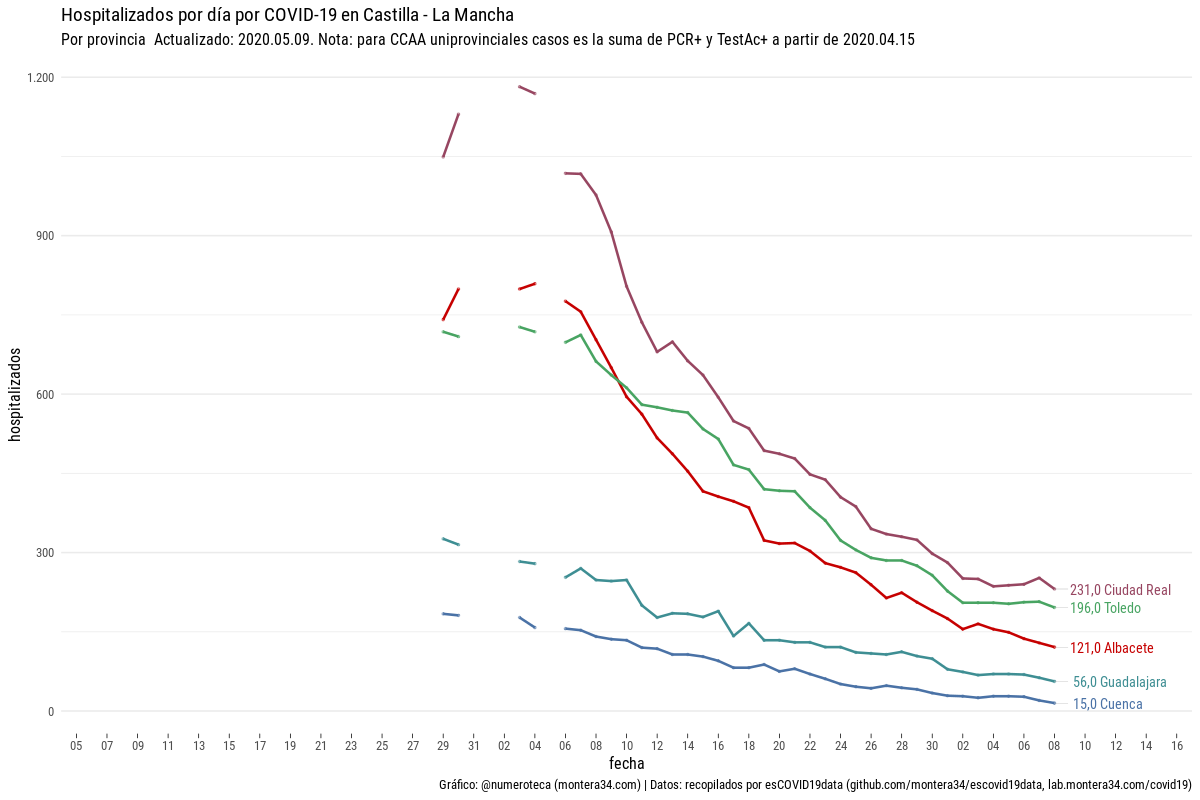 Hospitalizados por día por COVID-19 en Castilla - La Mancha
Por provincia  Actualizado: 2020.05.09. Nota: para CCAA uniprovinciales casos es la suma de PCR+ y TestAc+ a partir de 2020.04.15
1.200
900
600
300
0
hospitalizados
231,0 Ciudad Real
196,0 Toledo
121,0 Albacete
56,0 Guadalajara
15,0 Cuenca
05 07 09 11 13 15 17 19 21 23 25 27 29 31 02 04 06 08 10 12 14 16 18 20 22 24 26 28 30 02 04 06 08 10 12 14 16
fecha
Gráfico: @numeroteca (montera34.com) | Datos: recopilados por esCOVID19data (github.com/montera34/escovid19data, lab.montera34.com/covid19)